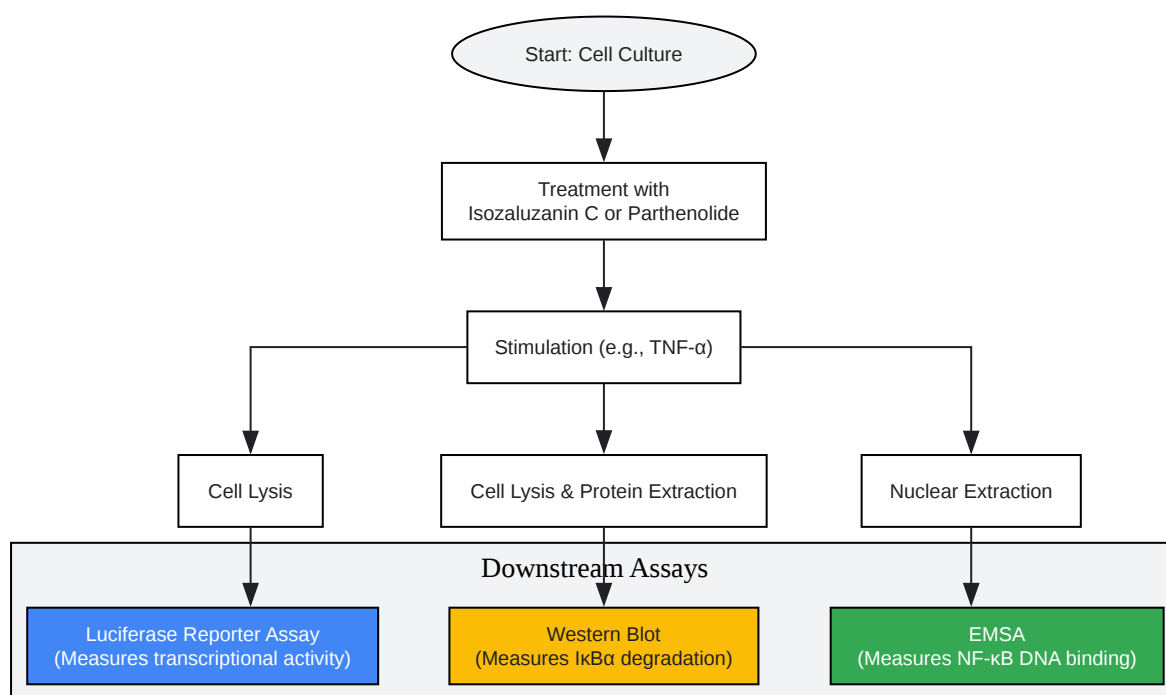 Start: Cell Culture
Treatment with
Isozaluzanin C or Parthenolide
Stimulation (e.g., TNF-α)
Cell Lysis
Cell Lysis & Protein Extraction
Nuclear Extraction
Downstream Assays
Luciferase Reporter Assay
(Measures transcriptional activity)
Western Blot
(Measures IκBα degradation)
EMSA
(Measures NF-κB DNA binding)